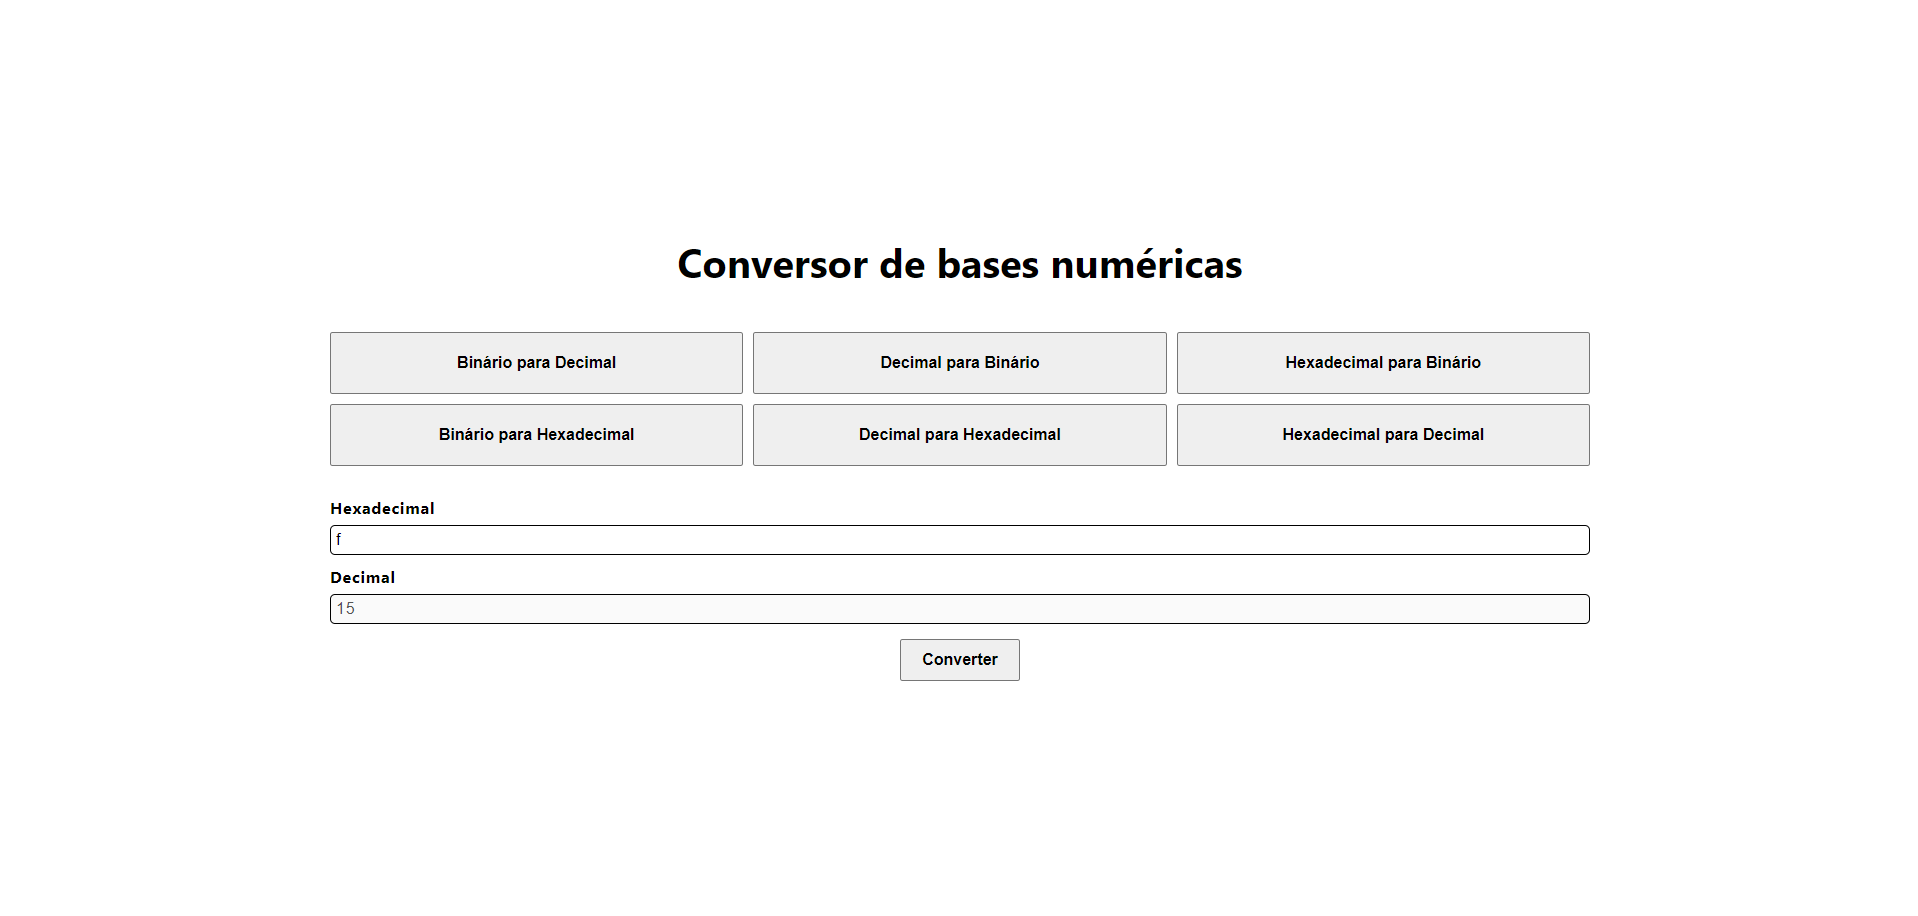 Conversor de bases numéricas
Binário para Decimal
Decimal para Binário
Hexadecimal para Binário
Binário para Hexadecimal
Decimal para Hexadecimal
Hexadecimal para Decimal
Hexadecimal
f
Decimal
15
Converter